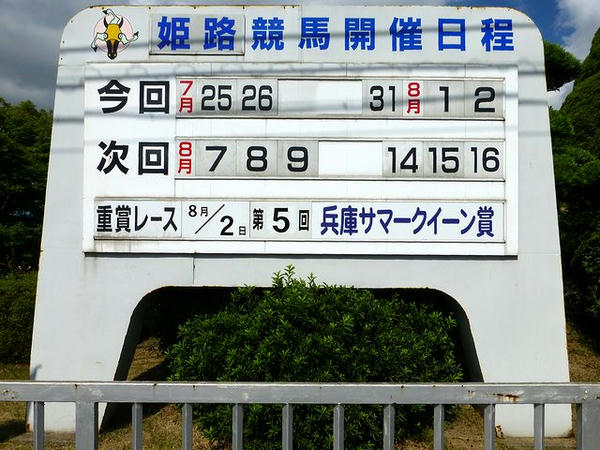 姫路競馬開催日程
今回 7月 25 26 31 8月 1 2
次回 8月 7 8 9 14 15 16
重賞レース 8月/2日 第5回 兵庫サマークイーン賞